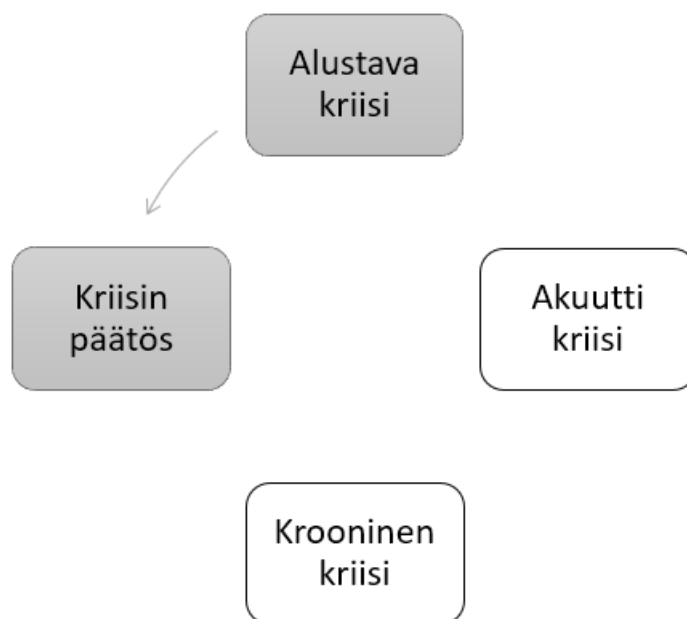 Alustava
kriisi
Kriisin
päätös
Akuutti
kriisi
Krooninen
kriisi